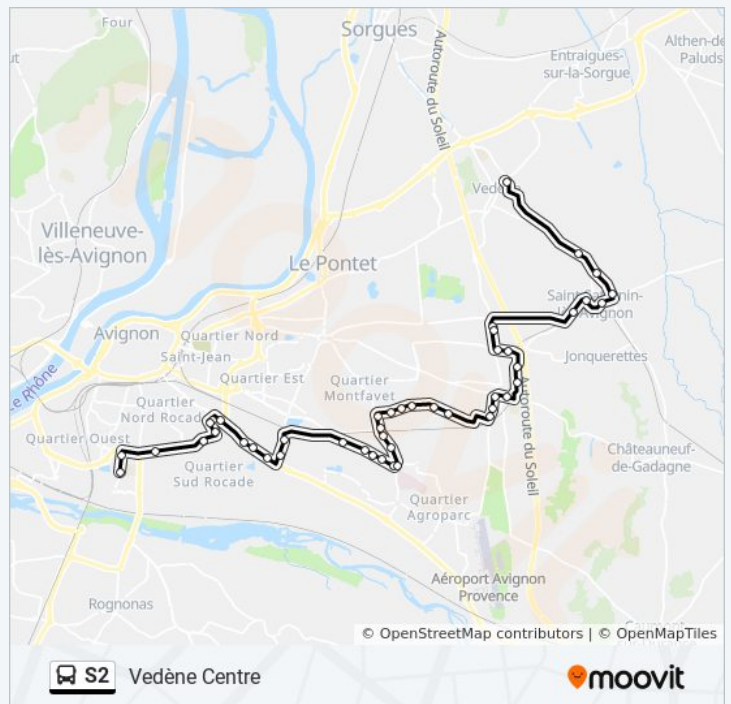 Four
Sorgues
Althen-de
Paluds
Entraigues-
sur-la-Sorgue
Autoroute du Soleil
Villeneuve-
lès-Avignon
Le Pontet
Avignon
Quartier Nord
Saint-Jean
Jonquerettes
Quartier Est
Quartier
Montfavet
Le Rhône
Quartier
Nord Rocade
Quartier Ouest
Autoroute du Soleil
Châteauneuf-
de-Gadagne
Quartier
Sud Rocade
Quartier
Agroparc
Aéroport Avignon
Provence
Rognonas
© OpenStreetMap contributors | © OpenMapTiles
S2 Vedène Centre
moovit